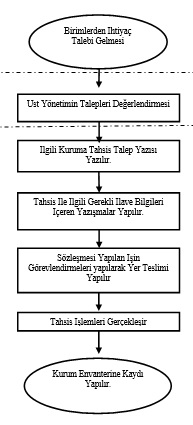 Birimlerden İhtiyaç
Talebi Gelmesi
Üst Yönetimin Talepleri Değerlendirmesi
İlgili Kuruma Tahsis Talep Yazısı
Yazılır.
Tahsis İle İlgili Gerekli İlave Bilgileri
İçeren Yazışmalar Yapılır.
Sözleşmesi Yapılan İşin
Görevlendirmeleri yapılarak Yer Teslimi
Yapılır
Tahsis İşlemleri Gerçekleşir
Kurum Envanterine Kaydı
Yapılır.